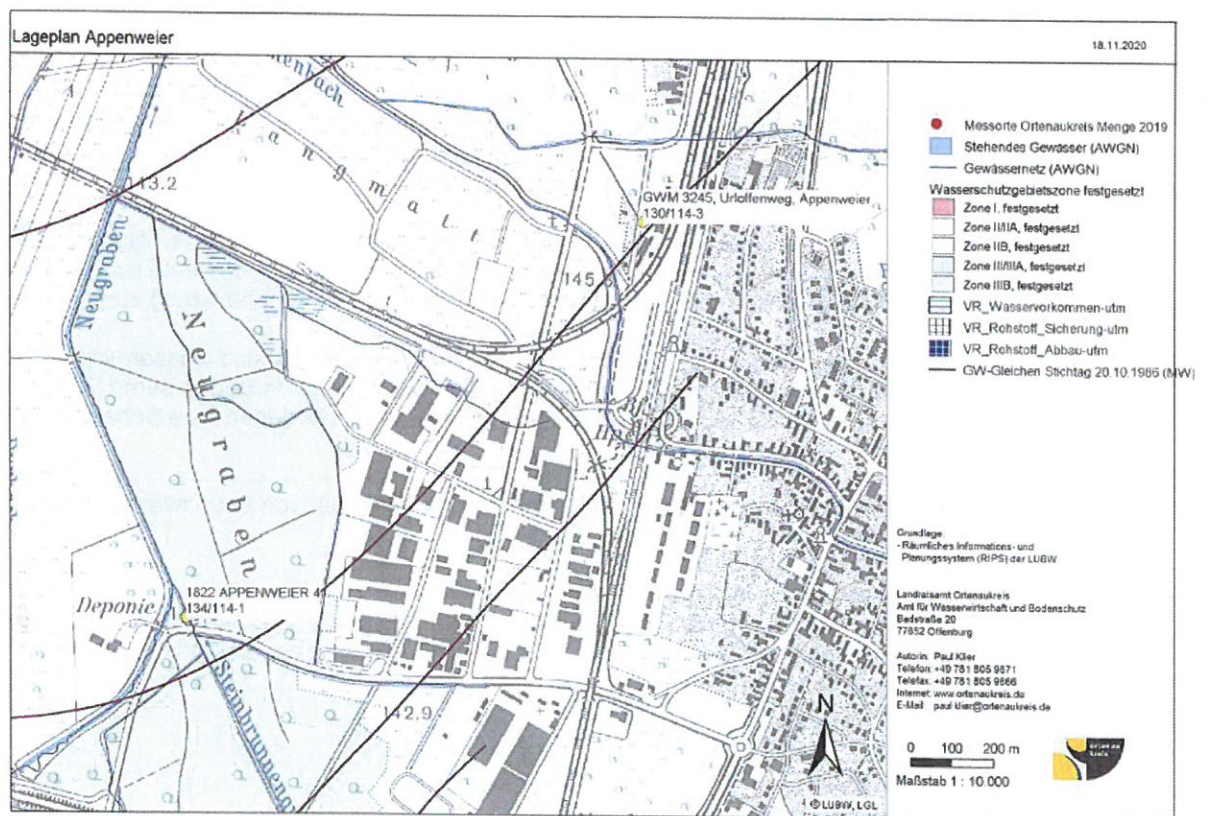 Lageplan Appenweier
18.11.2020
143.2
Neugraben
GWM 3245, Urloffenweg, Appenweier
130/114-3
Neugraben
1822 APPENWEIER 4
134/114-1
Deponie
142.9
N
© LUBW, LGL
Messorte Ortenaukreis Menge 2019
Stehendes Gewässer (AWGN)
Gewässernetz (AWGN)
Wasserschutzgebietszone festgesetzt
Zone I, festgesetzt
Zone II/IIA, festgesetzt
Zone IIB, festgesetzt
Zone III/IIIA, festgesetzt
Zone IIIB, festgesetzt
VR_Wasservorkommen-utm
VR_Rohstoff_Sicherung-utm
VR_Rohstoff_Abbau-utm
GW-Gleichen Stichtag 20.10.1986 (MW)
Grundlage:
- Räumliches Informations- und
Planungssystem (RIPS) der LUBW
Landratsamt Ortenaukreis
Amt für Wasserwirtschaft und Bodenschutz
Badstraße 20
77652 Offenburg
Autorin: Paul Klier
Telefon: +49 781 805 9671
Telefax: +49 781 805 9666
Internet: www.ortenaukreis.de
E-Mail: paul.klier@ortenaukreis.de
0 100 200 m
Maßstab 1 : 10.000
ortenau
kreis